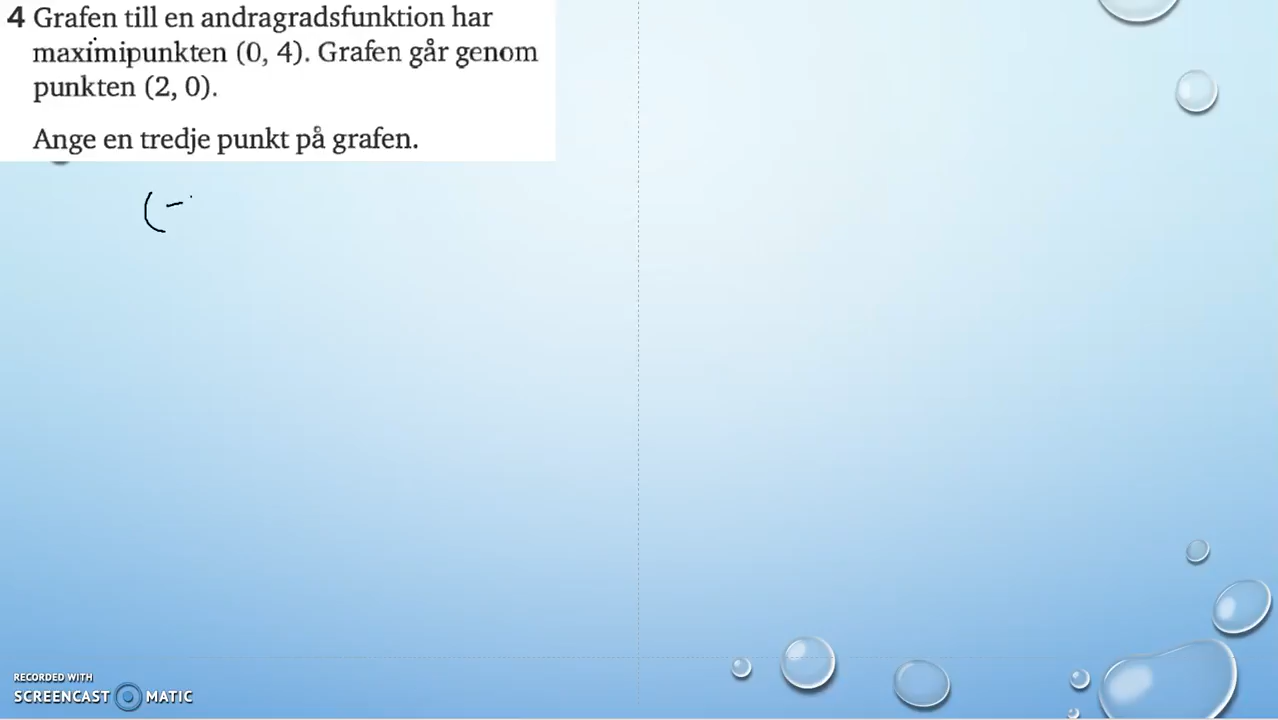 4 Grafen till en andragradsfunktion har
maximipunkten (0, 4). Grafen går genom
punkten (2, 0).
Ange en tredje punkt på grafen.
(-
RECORDED WITH
SCREENCAST MATIC